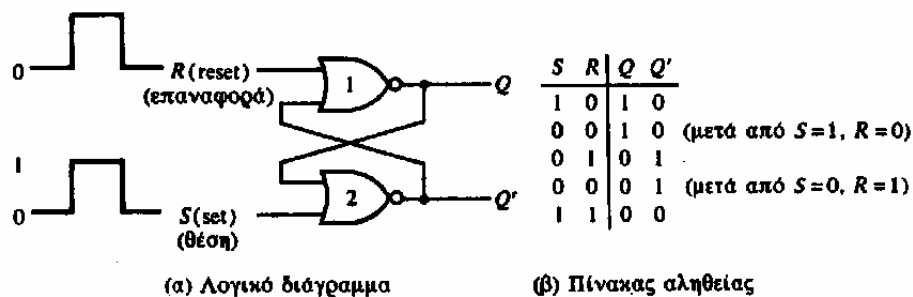 0
R (reset)
(επαναφορά)
1
Q
1
0
S (set)
(θέση)
2
Q'
(α) Λογικό διάγραμμα
S R Q Q'
1 0 1 0
0 0 1 0 (μετά από S=1, R=0)
0 1 0 1
0 0 0 1 (μετά από S=0, R=1)
1 1 0 0
(β) Πίνακας αληθείας